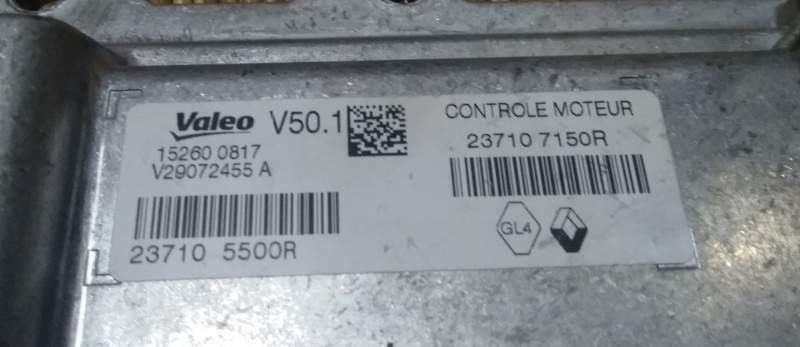 Valeo V50.1
15260 0817
V29072455 A
23710 5500R
CONTROLE MOTEUR
23710 7150R
GL4